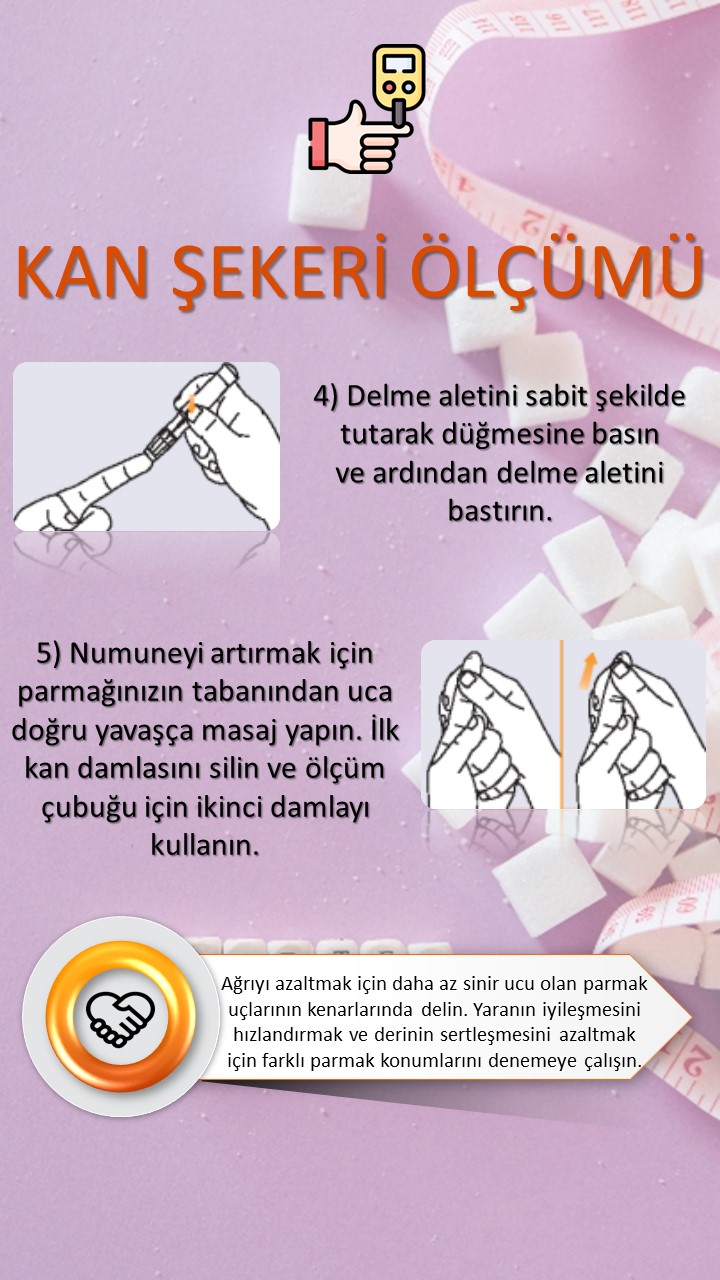 KAN ŞEKERİ ÖLÇÜMÜ
4) Delme aletini sabit şekilde
tutarak düğmesine basın
ve ardından delme aletini
bastırın.
5) Numuneyi artırmak için
parmağınızın tabanından uca
doğru yavaşça masaj yapın. İlk
kan damlasını silin ve ölçüm
çubuğu için ikinci damlayı
kullanın.
Ağrıyı azaltmak için daha az sinir ucu olan parmak
uçlarının kenarlarında delin. Yaranın iyileşmesini
hızlandırmak ve derinin sertleşmesini azaltmak
için farklı parmak konumlarını denemeye çalışın.